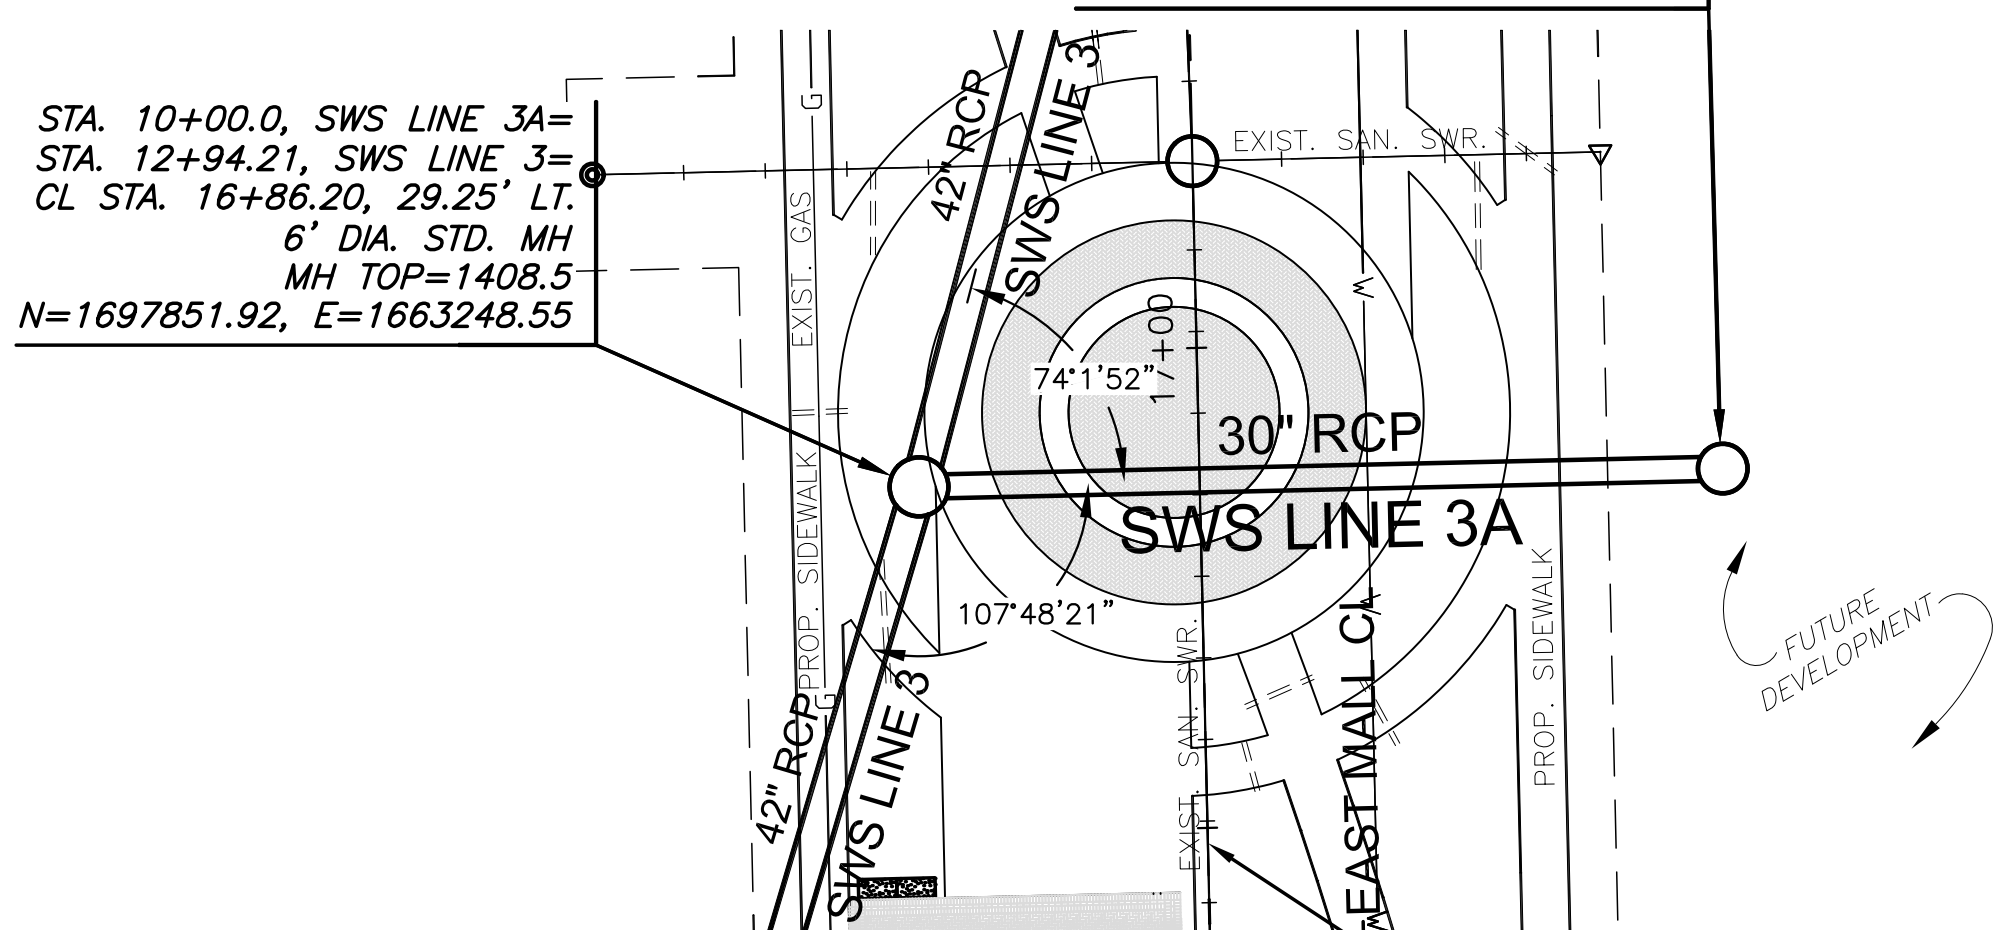 STA. 10+00.0, SWS LINE 3A=
STA. 12+94.21, SWS LINE 3=
CL STA. 16+86.20, 29.25' LT.
6' DIA. STD. MH
MH TOP=1408.5
N=1697851.92, E=1663248.55
G
EXIST. GAS
PROP. SIDEWALK
G
42" RCP
SWS LINE 3
EXIST. SAN. SWR.
W
17+00
74°1'52"
30" RCP
SWS LINE 3A
107°48'21"
42" RCP
SWS LINE 3
EXIST. SAN. SWR.
W
EAST MALL CL
W
PROP. SIDEWALK
FUTURE
DEVELOPMENT